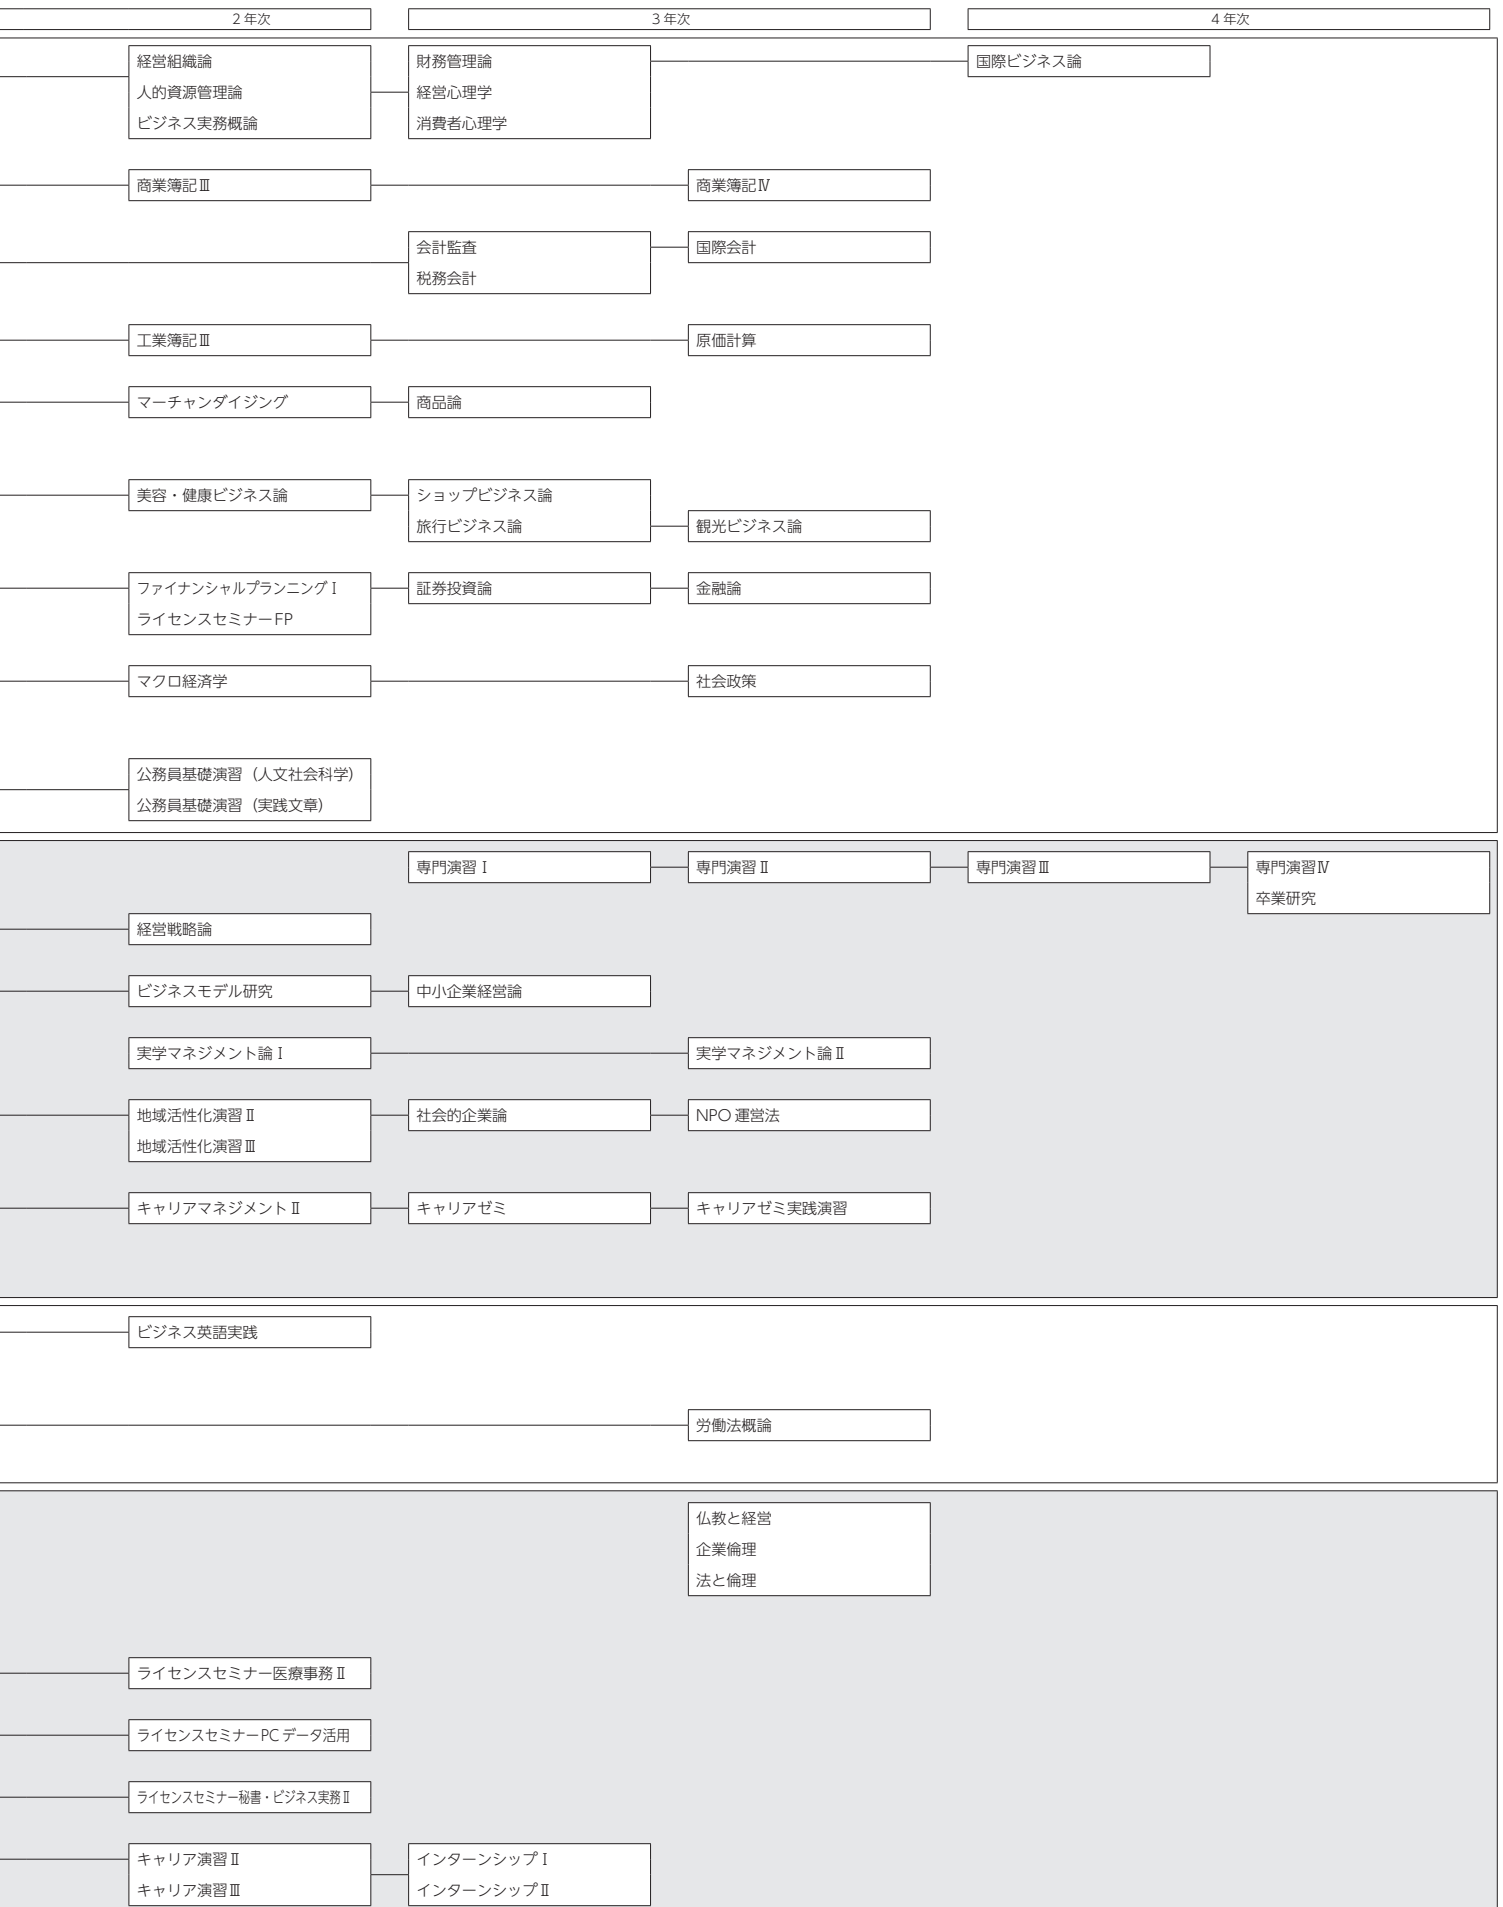 2年次
3年次
4年次
経営組織論
人的資源管理論
ビジネス実務概論
財務管理論
経営心理学
消費者心理学
国際ビジネス論
商業簿記Ⅲ
商業簿記Ⅳ
会計監査
税務会計
国際会計
工業簿記Ⅲ
原価計算
マーチャンダイジング
商品論
美容・健康ビジネス論
ショップビジネス論
旅行ビジネス論
観光ビジネス論
ファイナンシャルプランニングⅠ
ライセンスセミナーFP
証券投資論
金融論
マクロ経済学
社会政策
公務員基礎演習（人文社会科学）
公務員基礎演習（実践文章）
専門演習Ⅰ
専門演習Ⅱ
専門演習Ⅲ
専門演習Ⅳ
卒業研究
経営戦略論
ビジネスモデル研究
中小企業経営論
実学マネジメント論Ⅰ
実学マネジメント論Ⅱ
地域活性化演習Ⅱ
地域活性化演習Ⅲ
社会的企業論
NPO運営法
キャリアマネジメントⅡ
キャリアゼミ
キャリアゼミ実践演習
ビジネス英語実践
労働法概論
仏教と経営
企業倫理
法と倫理
ライセンスセミナー医療事務Ⅱ
ライセンスセミナーPCデータ活用
ライセンスセミナー秘書・ビジネス実務Ⅱ
キャリア演習Ⅱ
キャリア演習Ⅲ
インターンシップⅠ
インターンシップⅡ